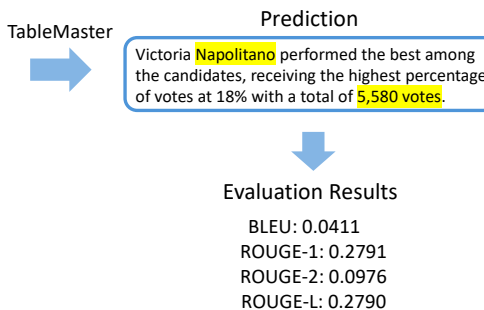 Prediction
TableMaster
Victoria Napolitano performed the best among
the candidates, receiving the highest percentage
of votes at 18% with a total of 5,580 votes.
Evaluation Results
BLEU: 0.0411
ROUGE-1: 0.2791
ROUGE-2: 0.0976
ROUGE-L: 0.2790